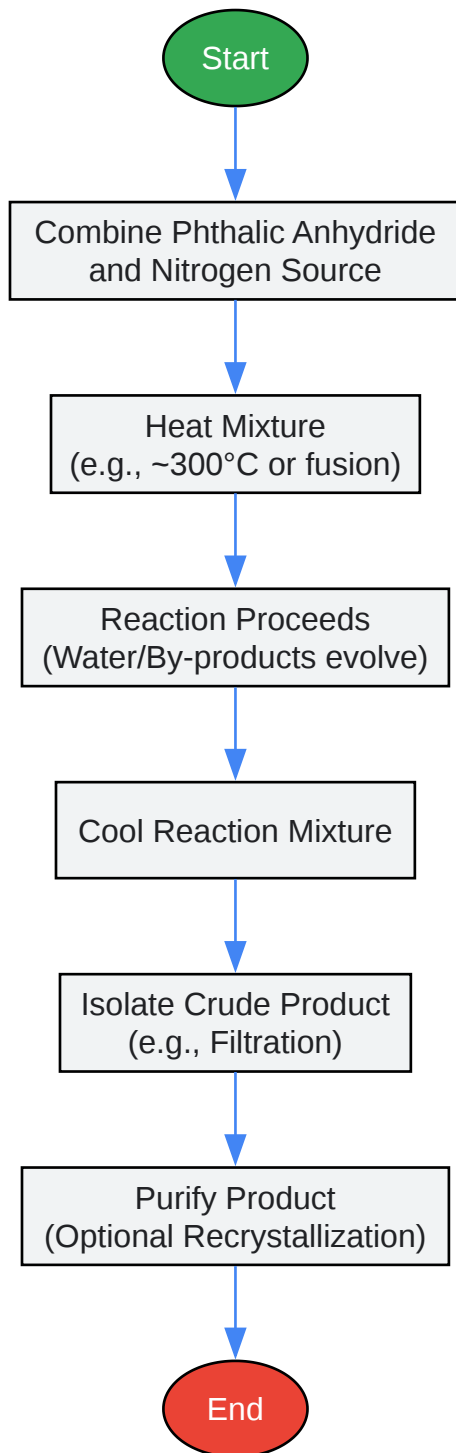 Start
Combine Phthalic Anhydride
and Nitrogen Source
Heat Mixture
(e.g., ~300°C or fusion)
Reaction Proceeds
(Water/By-products evolve)
Cool Reaction Mixture
Isolate Crude Product
(e.g., Filtration)
Purify Product
(Optional Recrystallization)
End